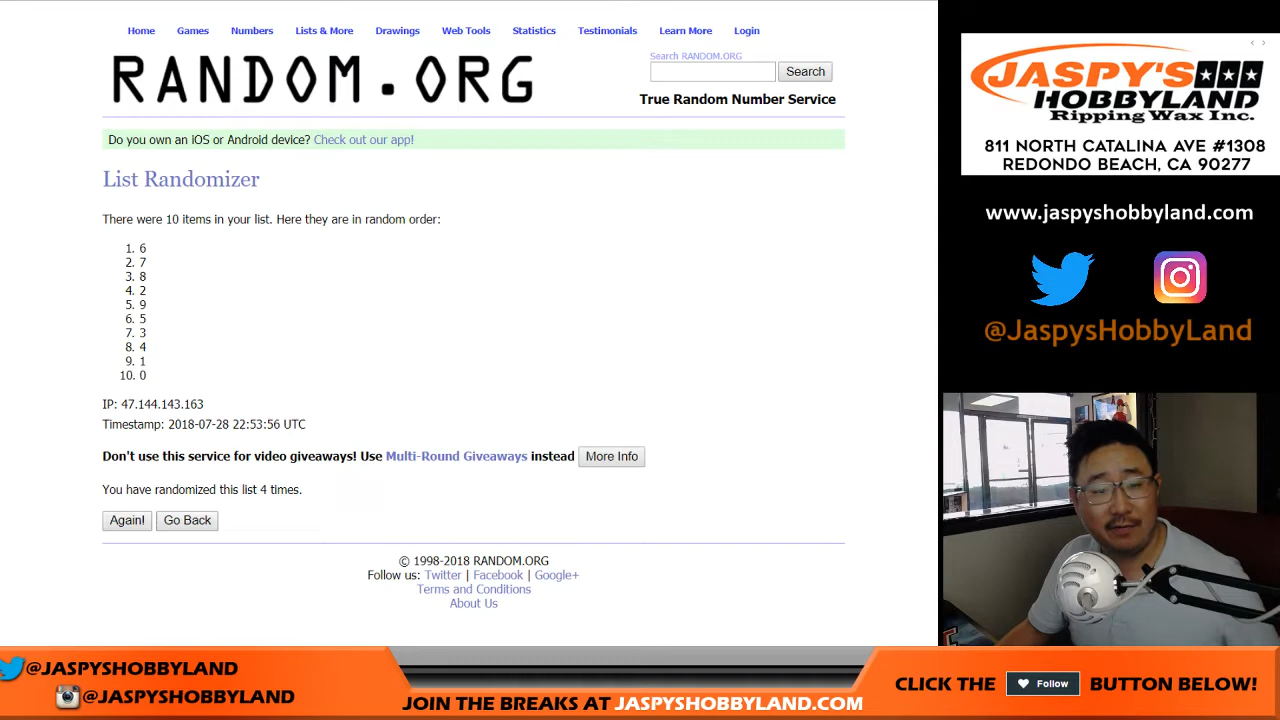 Home Games Numbers Lists & More Drawings Web Tools Statistics Testimonials Learn More Login
RANDOM.ORG
Search RANDOM.ORG
Search
True Random Number Service
Do you own an iOS or Android device? Check out our app!
List Randomizer
There were 10 items in your list. Here they are in random order:
1. 6
2. 7
3. 8
4. 2
5. 9
6. 5
7. 3
8. 4
9. 1
10. 0
IP: 47.144.143.163
Timestamp: 2018-07-28 22:53:56 UTC
Don't use this service for video giveaways! Use Multi-Round Giveaways instead More Info
You have randomized this list 4 times.
Again! Go Back
© 1998-2018 RANDOM.ORG
Follow us: Twitter | Facebook | Google+
Terms and Conditions
About Us
JASPY'S
HOBBYLAND
Ripping Wax Inc.
811 NORTH CATALINA AVE #1308
REDONDO BEACH, CA 90277
www.jaspyshobbyland.com
@JaspysHobbyLand
@JASPYSHOBBYLAND
@JASPYSHOBBYLAND
JOIN THE BREAKS AT JASPYSHOBBYLAND.COM
CLICK THE Follow BUTTON BELOW!